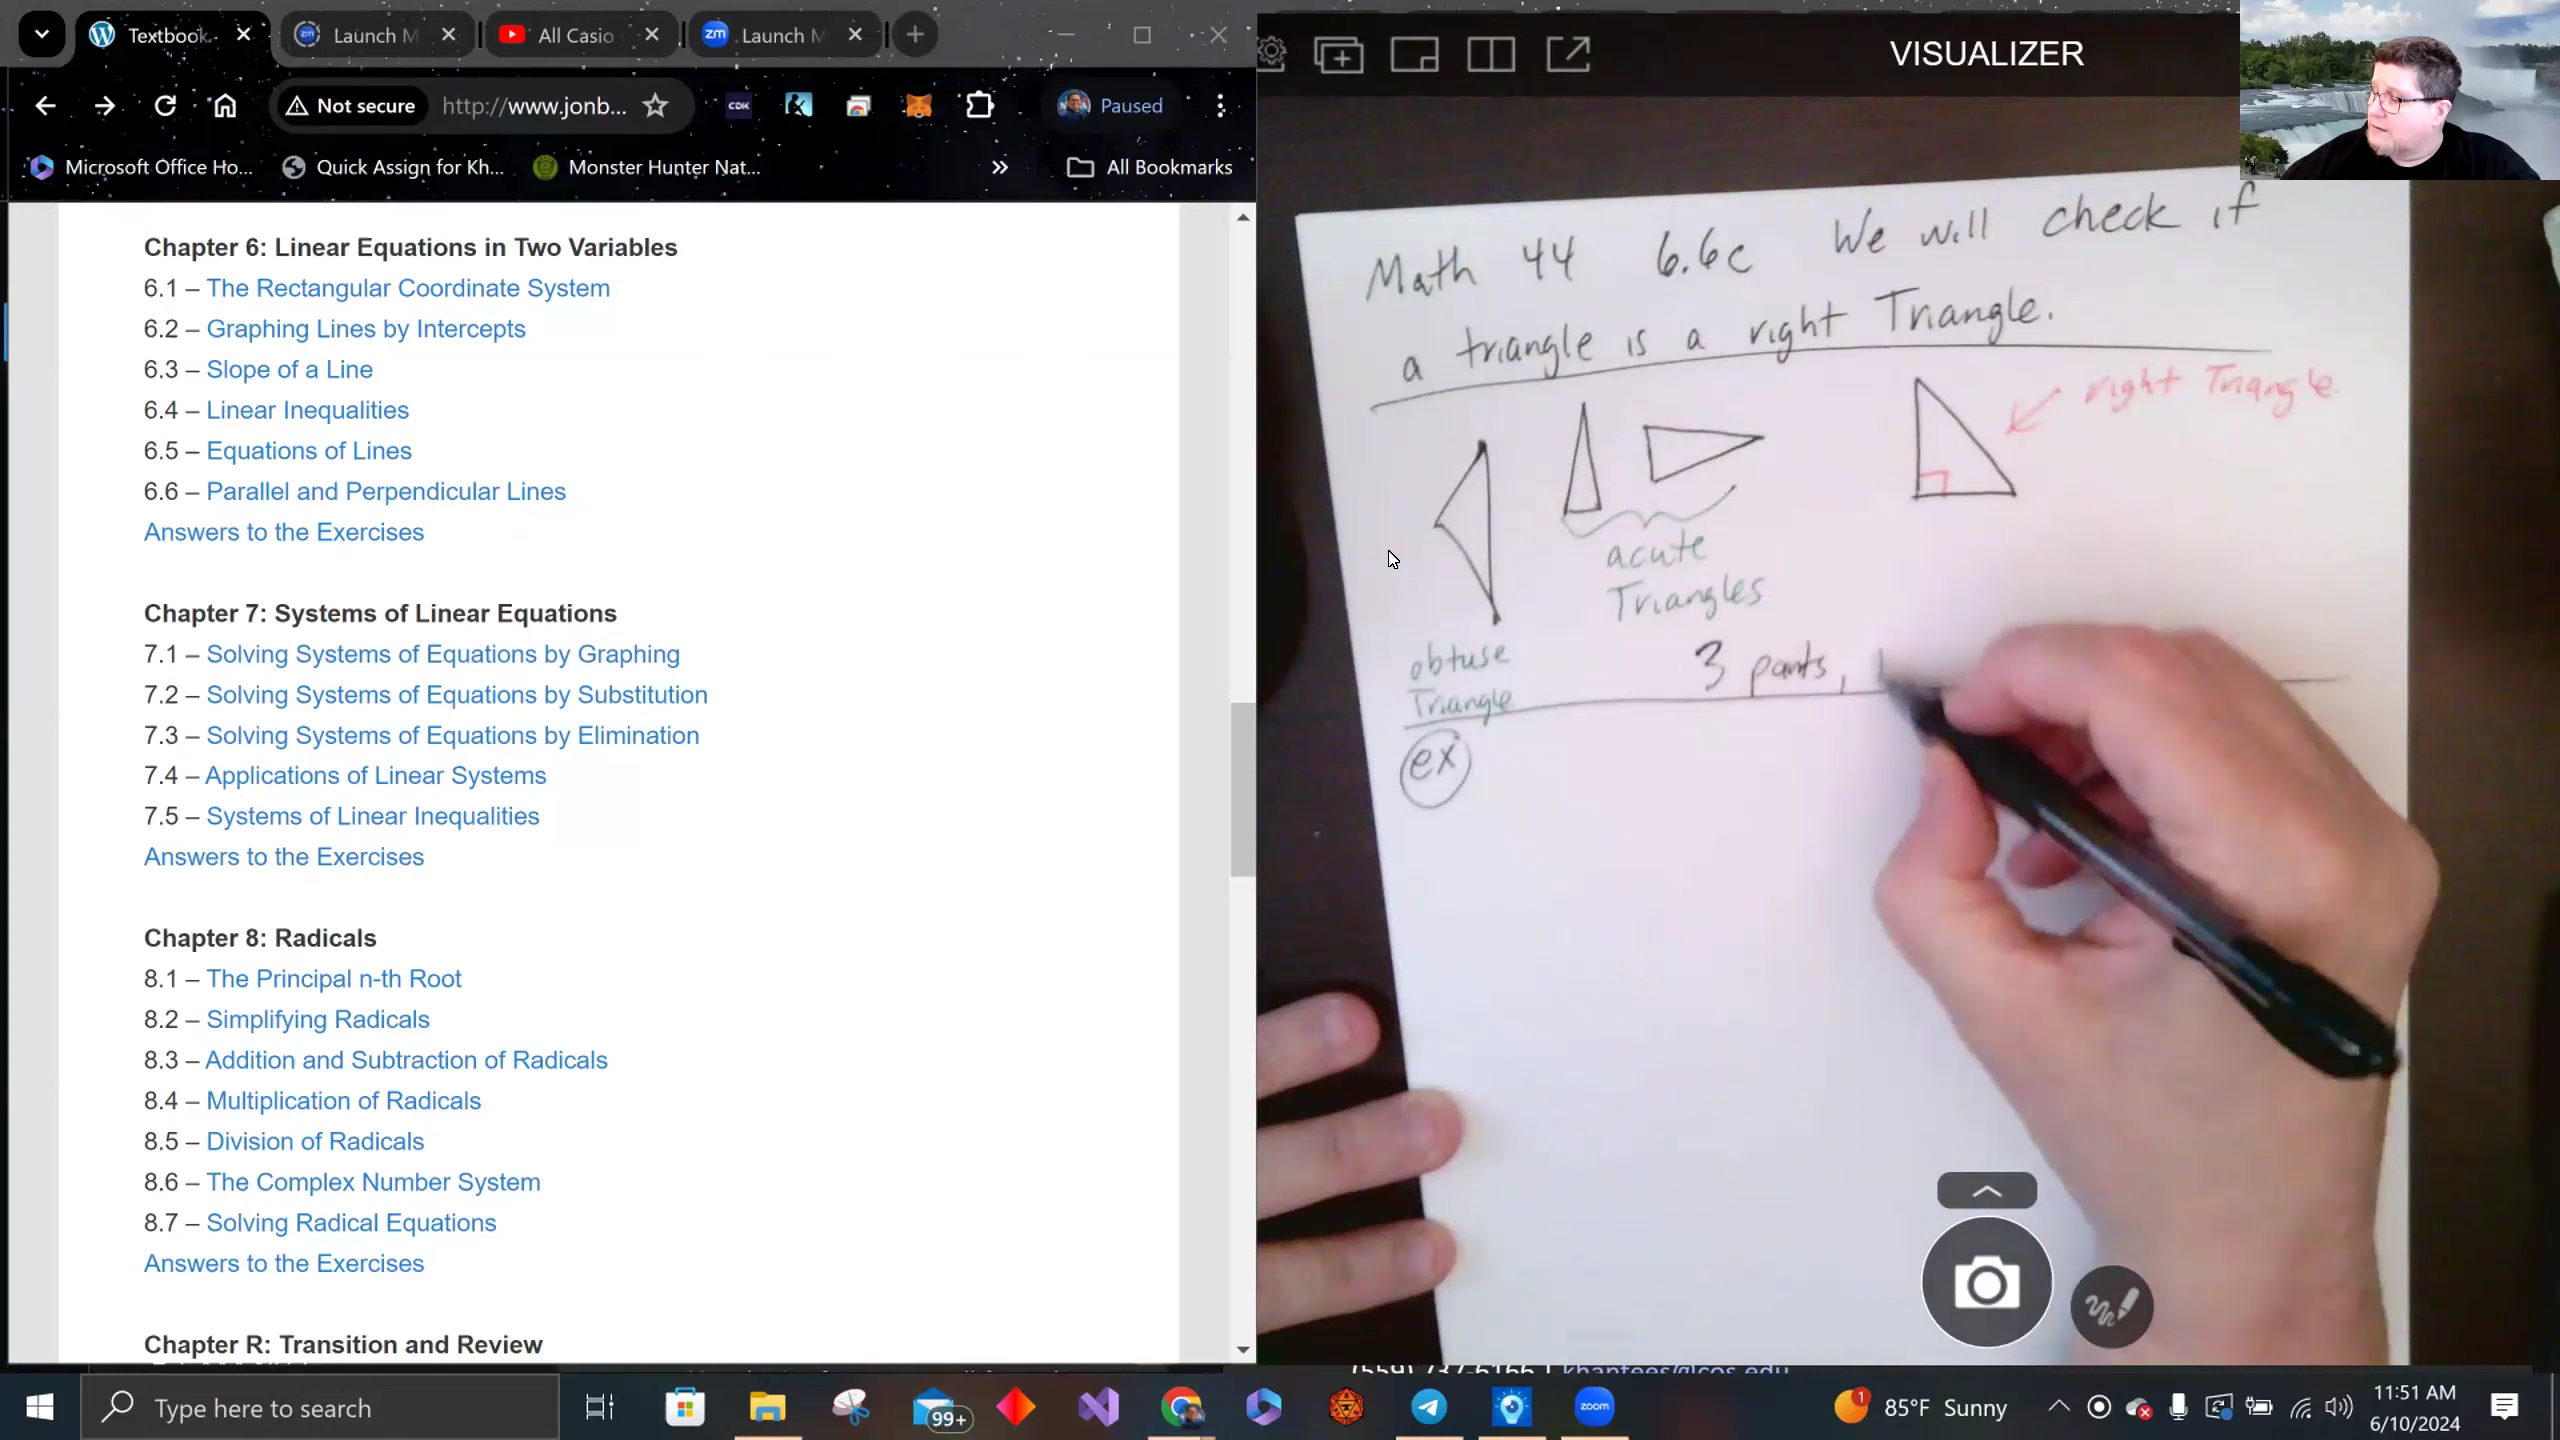 Textbook
Launch M
All Casio
Launch M
Not secure
http://www.jonb...
Paused
Microsoft Office Ho...
Quick Assign for Kh...
Monster Hunter Nat...
All Bookmarks
Chapter 6: Linear Equations in Two Variables
6.1 – The Rectangular Coordinate System
6.2 – Graphing Lines by Intercepts
6.3 – Slope of a Line
6.4 – Linear Inequalities
6.5 – Equations of Lines
6.6 – Parallel and Perpendicular Lines
Answers to the Exercises
Chapter 7: Systems of Linear Equations
7.1 – Solving Systems of Equations by Graphing
7.2 – Solving Systems of Equations by Substitution
7.3 – Solving Systems of Equations by Elimination
7.4 – Applications of Linear Systems
7.5 – Systems of Linear Inequalities
Answers to the Exercises
Chapter 8: Radicals
8.1 – The Principal n-th Root
8.2 – Simplifying Radicals
8.3 – Addition and Subtraction of Radicals
8.4 – Multiplication of Radicals
8.5 – Division of Radicals
8.6 – The Complex Number System
8.7 – Solving Radical Equations
Answers to the Exercises
Chapter R: Transition and Review
VISUALIZER
Math 44 6.6c We will check if
a triangle is a right Triangle.
right Triangle.
acute
Triangles
obtuse
Triangle
3 points,
ex
Type here to search
99+
1
85°F Sunny
11:51 AM
6/10/2024